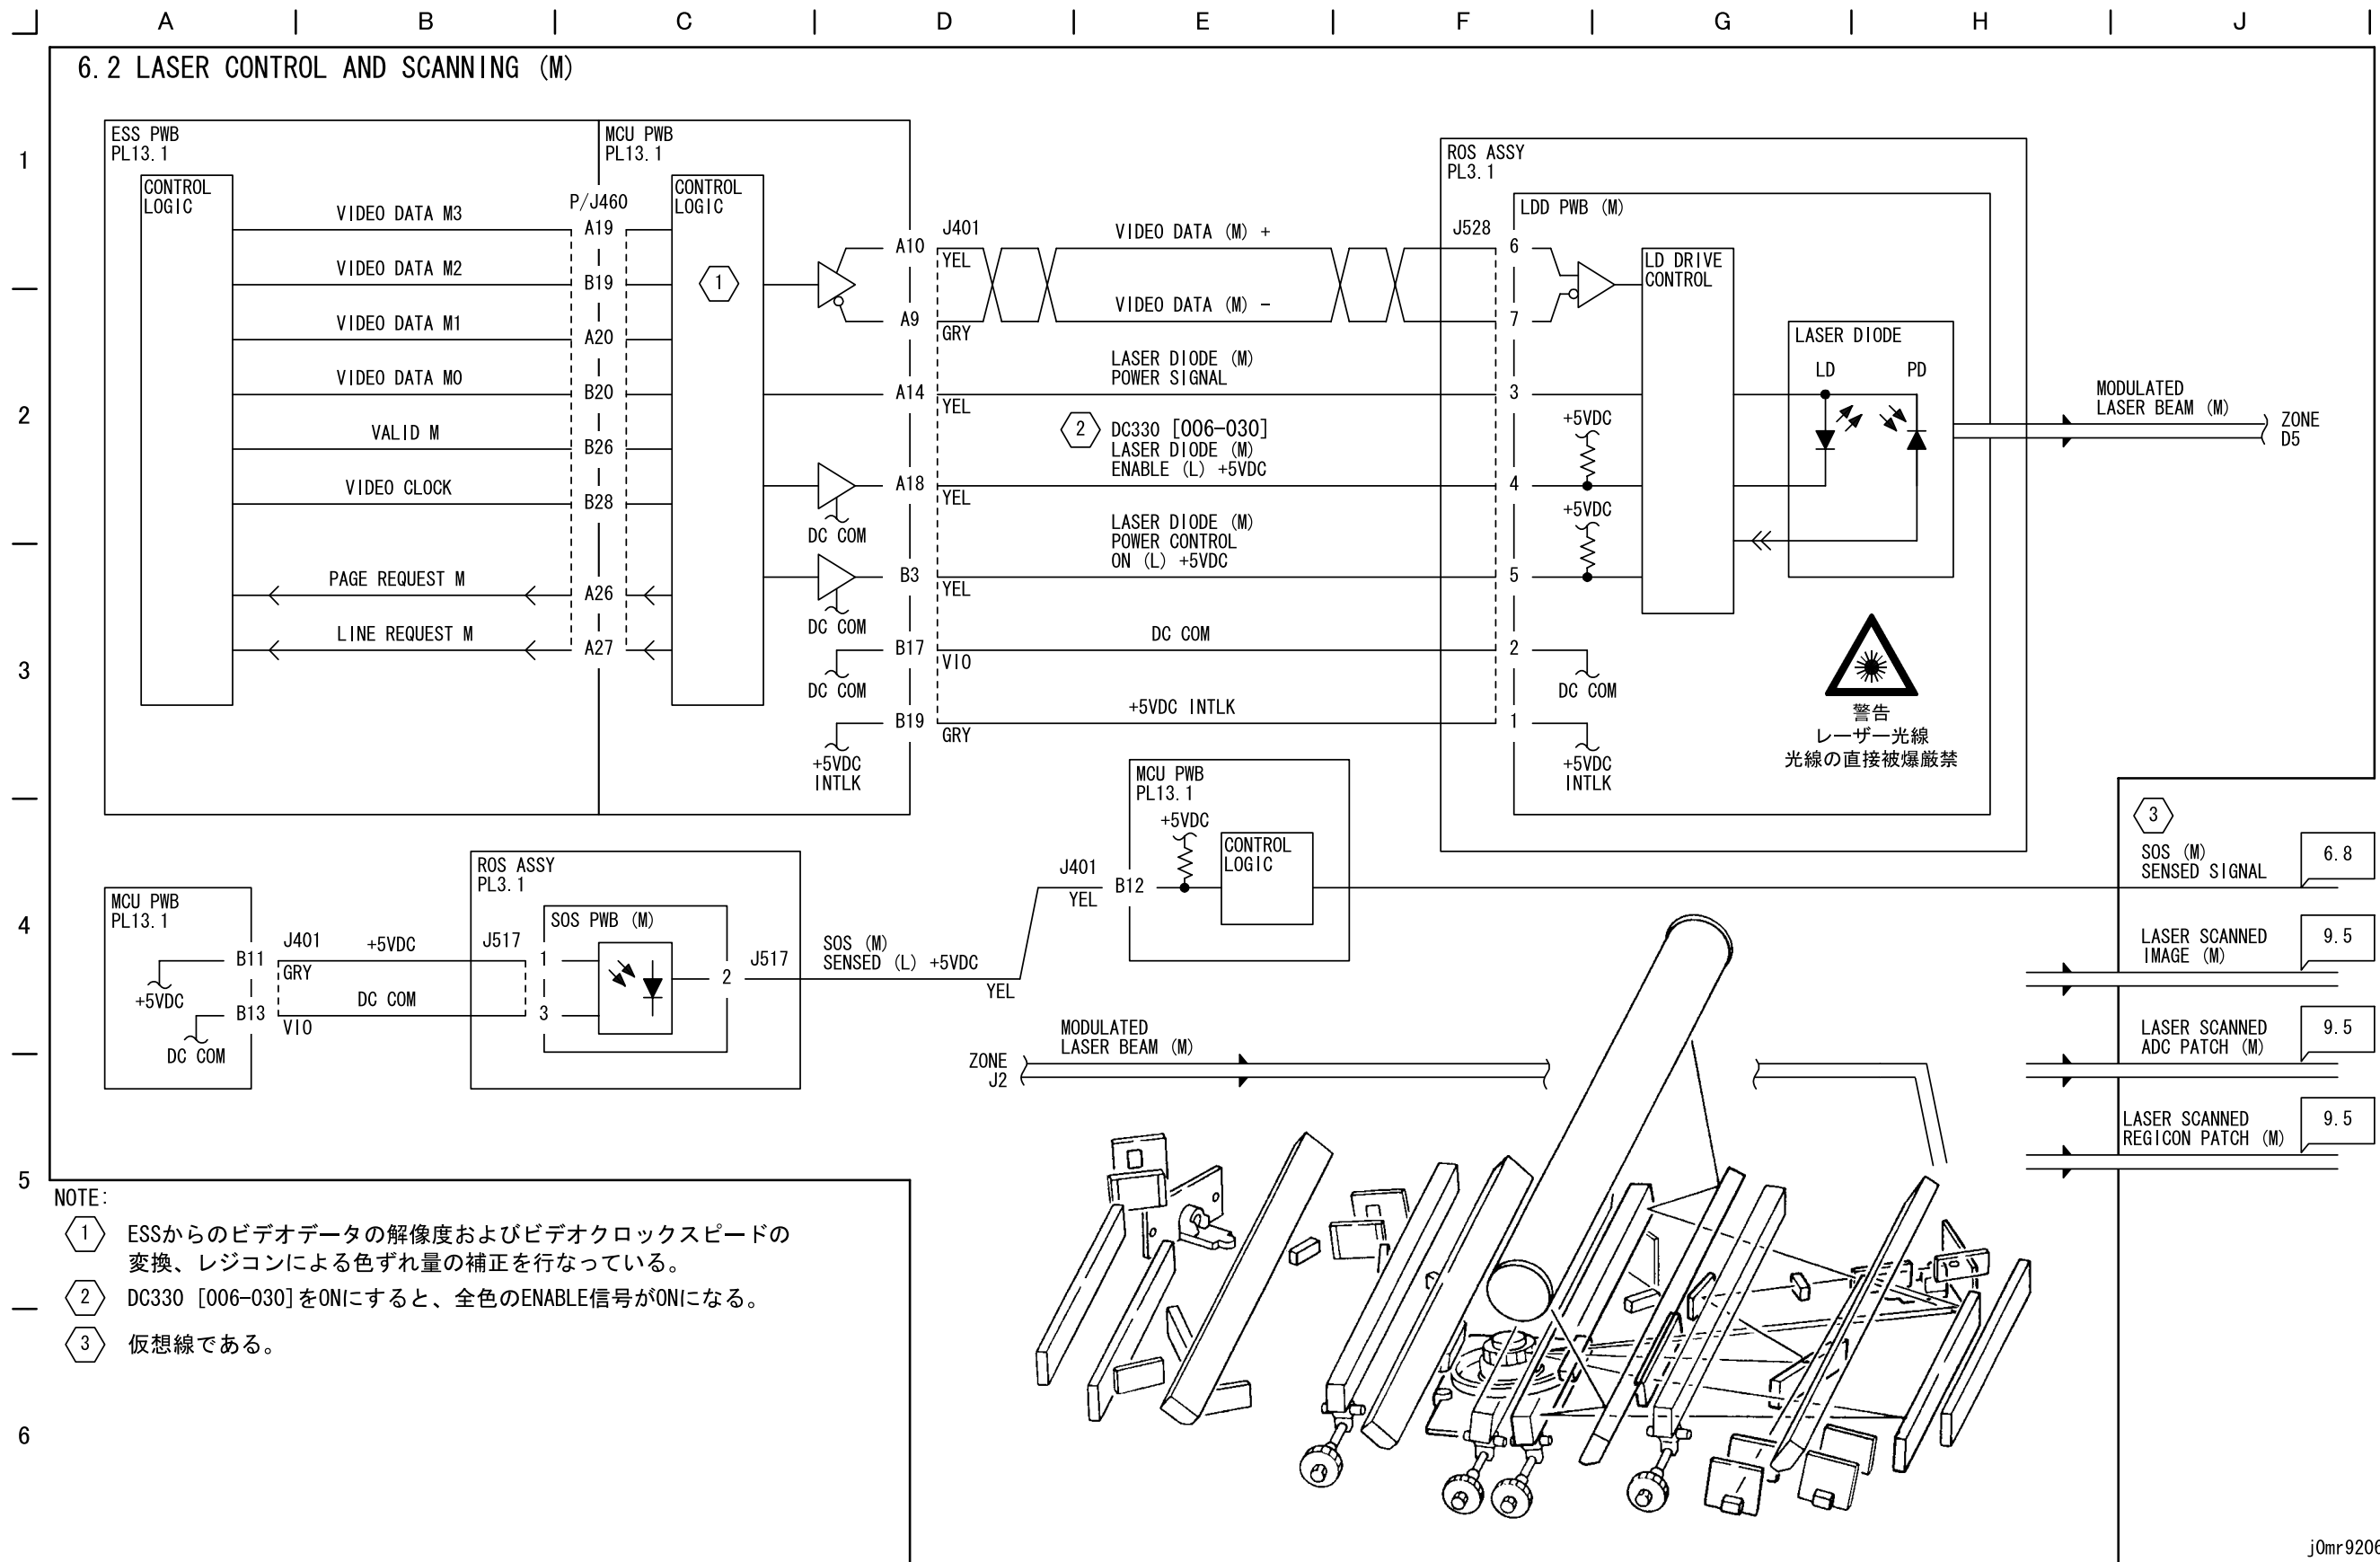 A B C D E F G H J
6.2 LASER CONTROL AND SCANNING (M)
1
2
3
4
5
6
ESS PWB
PL13.1
CONTROL
LOGIC
VIDEO DATA M3
VIDEO DATA M2
VIDEO DATA M1
VIDEO DATA M0
VALID M
VIDEO CLOCK
PAGE REQUEST M
LINE REQUEST M
P/J460
A19
B19
A20
B20
B26
B28
A26
A27
MCU PWB
PL13.1
CONTROL
LOGIC
1
DC COM
DC COM
DC COM
+5VDC
INTLK
A10
A9
A14
A18
B3
B17
B19
J401
YEL
GRY
YEL
YEL
YEL
VIO
GRY
VIDEO DATA (M) +
VIDEO DATA (M) -
LASER DIODE (M)
POWER SIGNAL
2
DC330 [006-030]
LASER DIODE (M)
ENABLE (L) +5VDC
LASER DIODE (M)
POWER CONTROL
ON (L) +5VDC
DC COM
+5VDC INTLK
ROS ASSY
PL3.1
J528
6
7
3
4
5
2
1
LDD PWB (M)
+5VDC
+5VDC
DC COM
+5VDC
INTLK
LD DRIVE
CONTROL
LASER DIODE
LD
PD
警告
レーザー光線
光線の直接被爆厳禁
MODULATED
LASER BEAM (M)
ZONE
D5
MCU PWB
PL13.1
B11
+5VDC
B13
DC COM
J401
GRY
VIO
+5VDC
DC COM
ROS ASSY
PL3.1
J517
1
3
SOS PWB (M)
2
J517
SOS (M)
SENSED (L) +5VDC
YEL
J401
YEL
B12
MCU PWB
PL13.1
+5VDC
CONTROL
LOGIC
3
SOS (M)
SENSED SIGNAL
6.8
LASER SCANNED
IMAGE (M)
9.5
LASER SCANNED
ADC PATCH (M)
9.5
LASER SCANNED
REGICON PATCH (M)
9.5
ZONE
J2
MODULATED
LASER BEAM (M)
NOTE:
1 ESSからのビデオデータの解像度およびビデオクロックスピードの
変換、レジコンによる色ずれ量の補正を行なっている。
2 DC330 [006-030]をONにすると、全色のENABLE信号がONになる。
3 仮想線である。